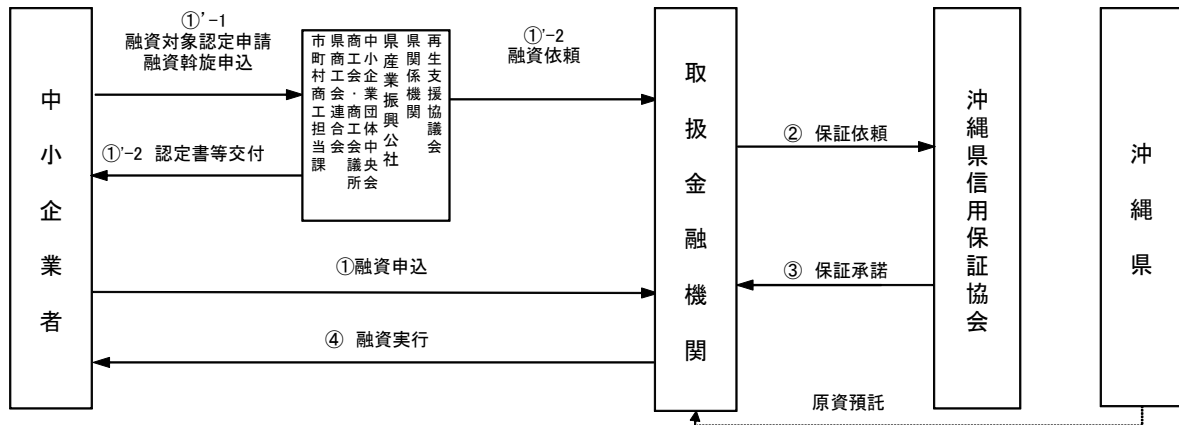 中小企業者
①'-1
融資対象認定申請
融資斡旋申込
①'-2 認定書等交付
再生支援協議会
県関係機関
県産業振興公社
中小企業団体中央会
商工会・商工会議所
県商工会連合会
市町村商工担当課
①'-2
融資依頼
①融資申込
④ 融資実行
取扱金融機関
② 保証依頼
③ 保証承諾
沖縄県信用保証協会
沖縄県
原資預託